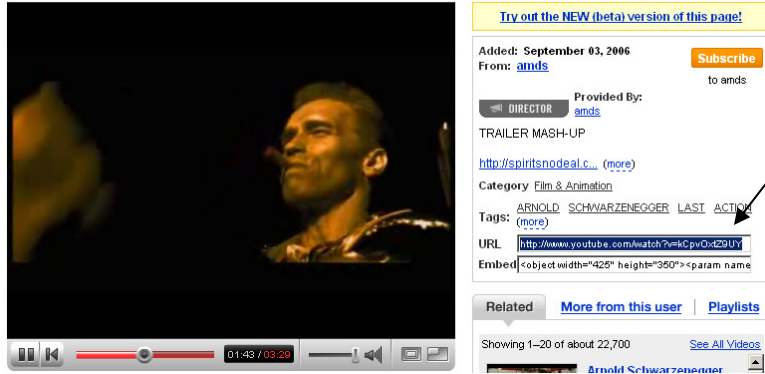 Try out the NEW (beta) version of this page!
Added: September 03, 2006
From: amds
Subscribe
to amds
DIRECTOR
Provided By:
amds
TRAILER MASH-UP
http://spiritsnodeal.c... (more)
Category Film & Animation
Tags: ARNOLD SCHWARZENEGGER LAST ACTION
(more)
URL http://www.youtube.com/watch?v=kCpvOxtZ9UY
Embed <object width="425" height="350"><param name
Related More from this user | Playlists
Showing 1-20 of about 22,700 See All Videos
Arnold Schwarzenegger
01:43 / 03:29